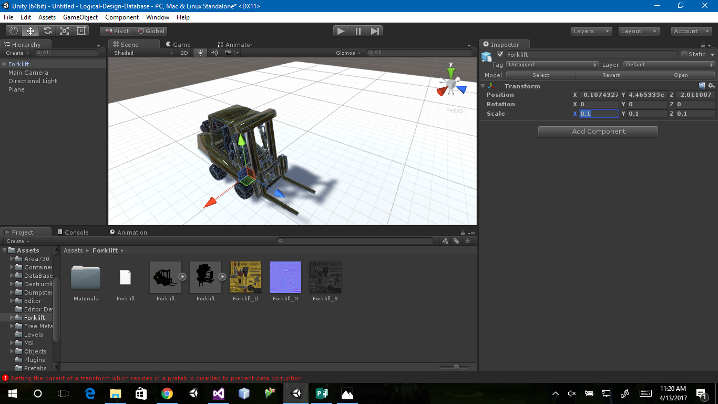 Unity (64bit) - Untitled - Logical-Design-Database - PC, Mac & Linux Standalone* <DX11>
File Edit Assets GameObject Component Window Help
Pivot Global Layers Layout Account
Hierarchy Scene Game Animator Inspector
Create All Shaded 2D Gizmos All Forklift Static
Forklift
Main Camera
Directional Light
Plane
y
Persp
Tag Untagged Layer Default
Model Select Revert Open
Transform
Position X 0.1074327 Y 4.465333e Z 2.011007
Rotation X 0 Y 0 Z 0
Scale X 0.1 Y 0.1 Z 0.1
Add Component
Project Console Animation
Create
Assets
Area730
Container
DataBase
Destructi
Dumpster
Editor
Editor De
Forklift
Free Meta
Levels
MS
Objects
Plugins
Prefabs
Assets Forklift
Materials Forklift Forklift Forklift Forklift_D Forklift_N Forklift_S
Setting the parent of a transform which resides in a prefab is disabled to prevent data corruption.
11:20 AM
4/13/2017